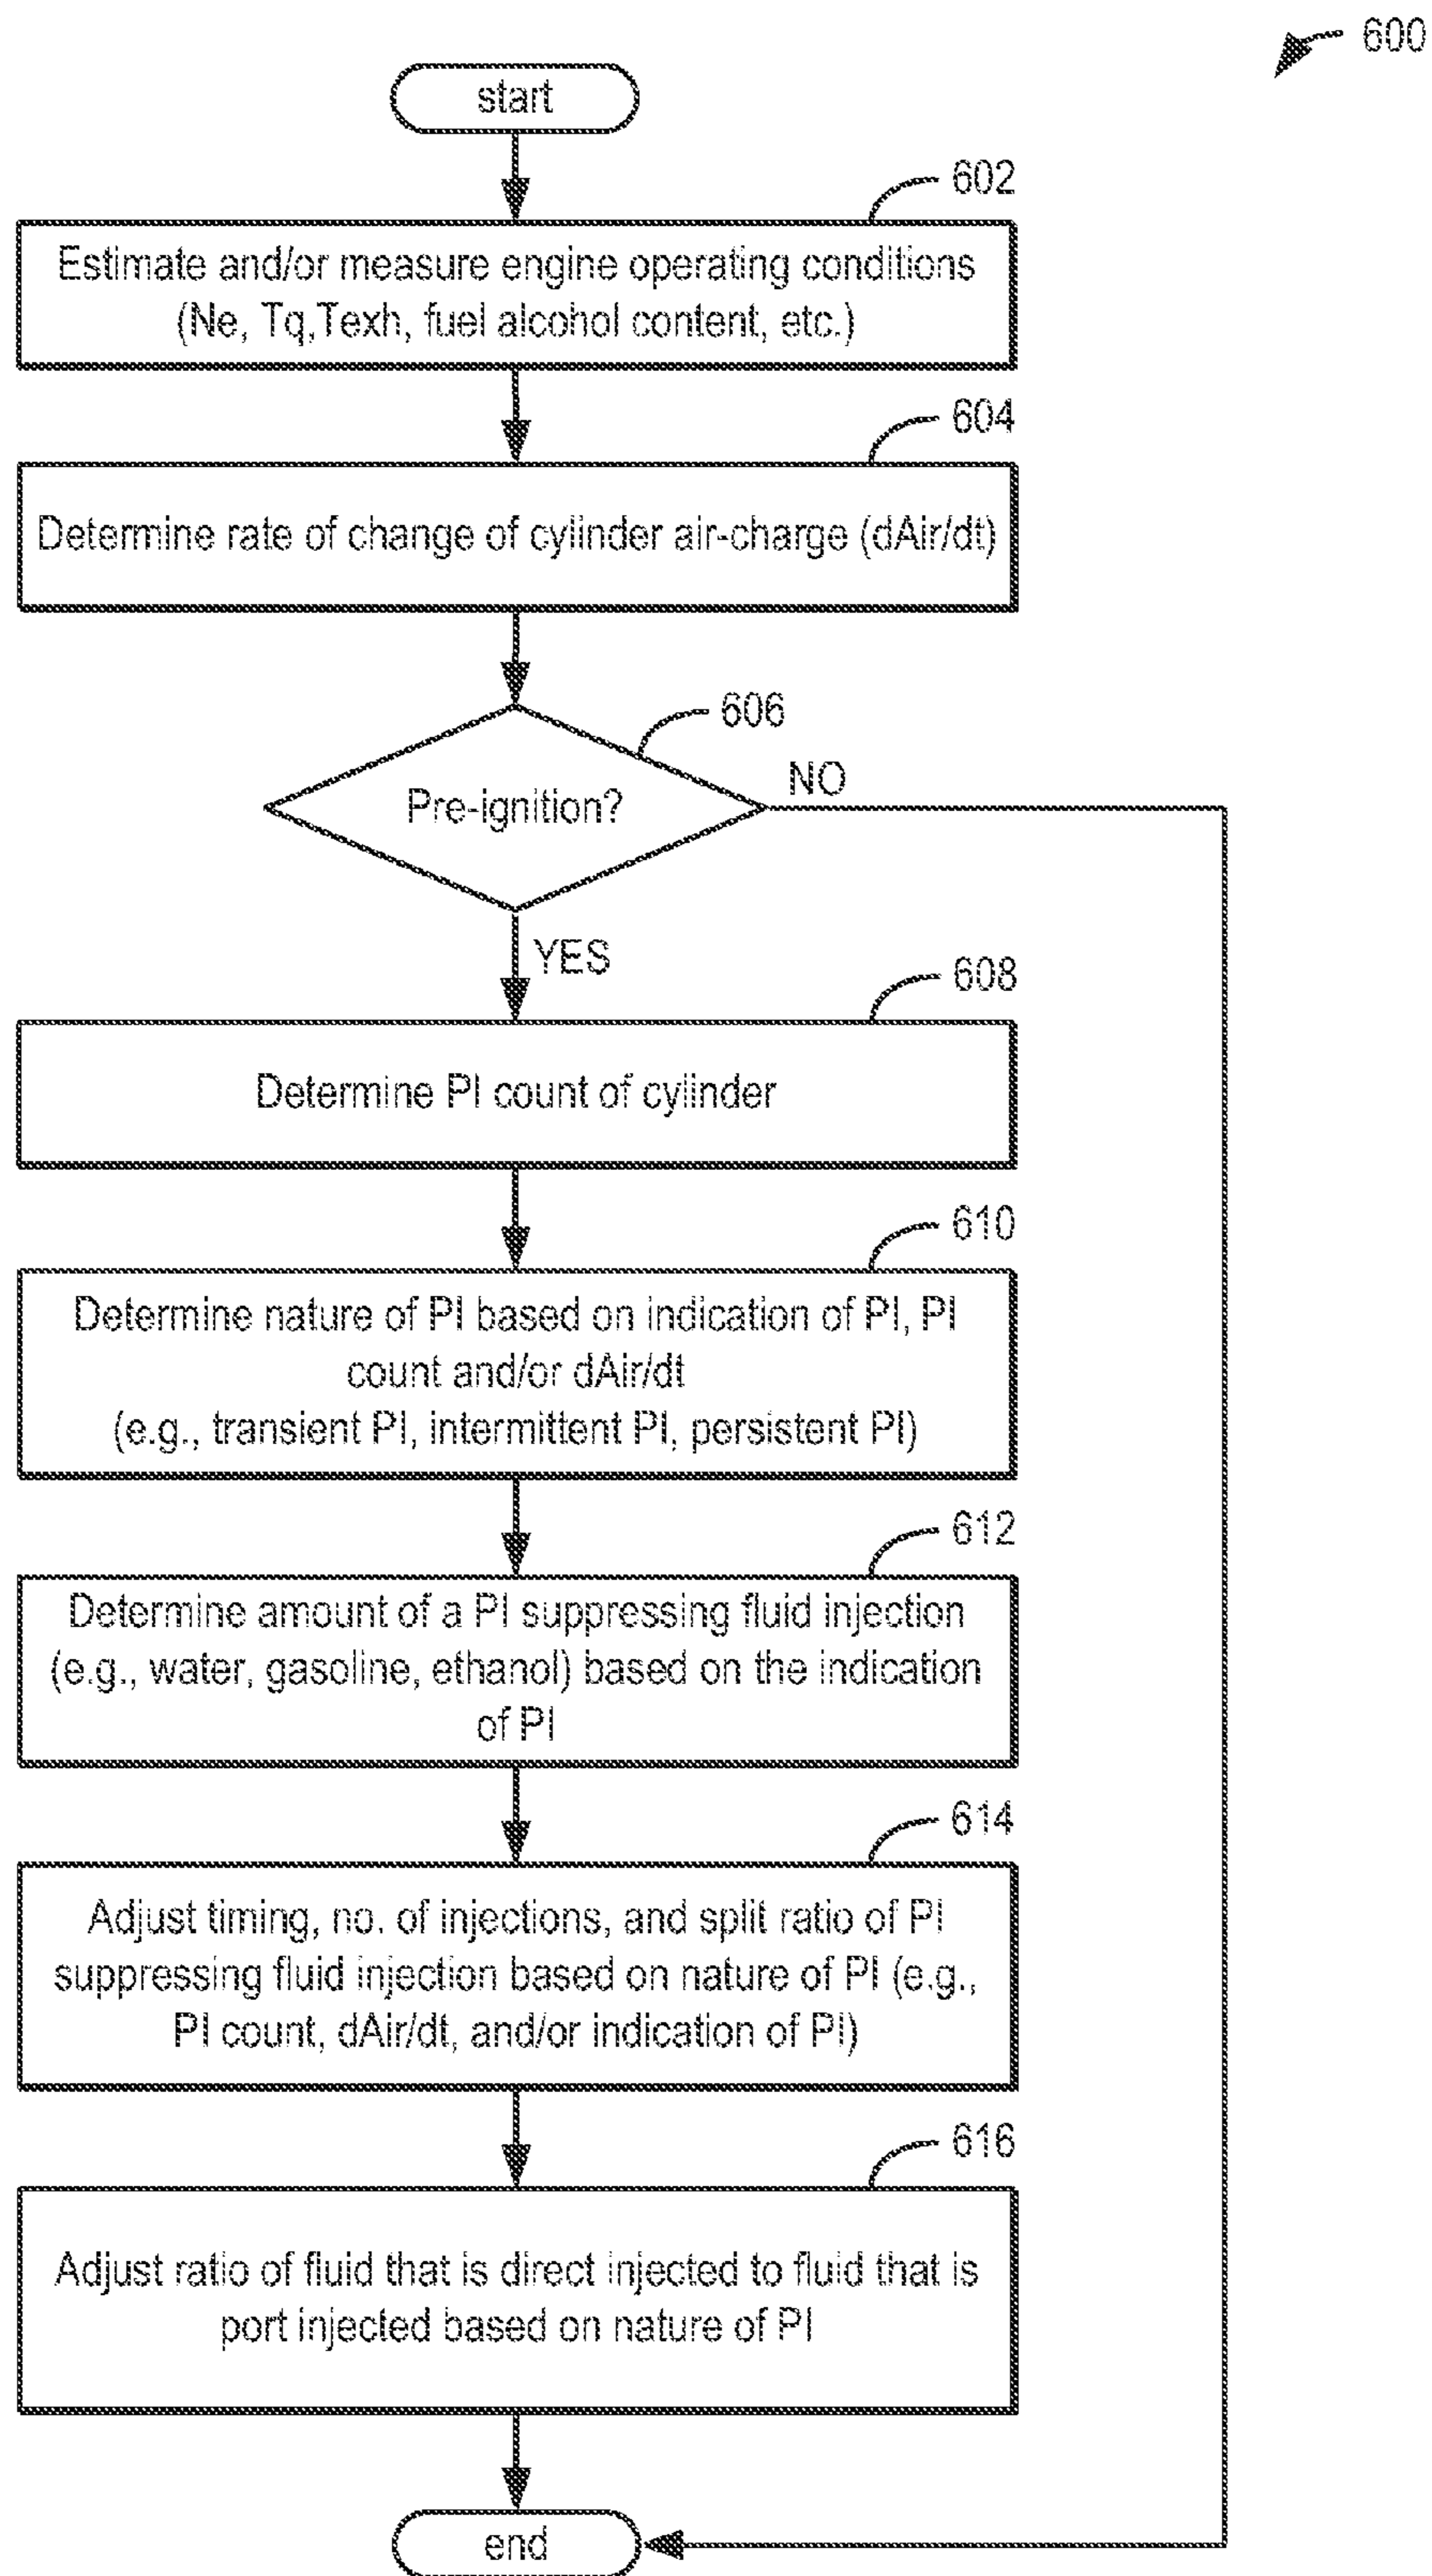 600
start
602
Estimate and/or measure engine operating conditions
(Ne, Tq,Texh, fuel alcohol content, etc.)
604
Determine rate of change of cylinder air-charge (dAir/dt)
606
Pre-ignition?
NO
YES
608
Determine PI count of cylinder
610
Determine nature of PI based on indication of PI, PI
count and/or dAir/dt
(e.g., transient PI, intermittent PI, persistent PI)
612
Determine amount of a PI suppressing fluid injection
(e.g., water, gasoline, ethanol) based on the indication
of PI
614
Adjust timing, no. of injections, and split ratio of PI
suppressing fluid injection based on nature of PI (e.g.,
PI count, dAir/dt, and/or indication of PI)
616
Adjust ratio of fluid that is direct injected to fluid that is
port injected based on nature of PI
end